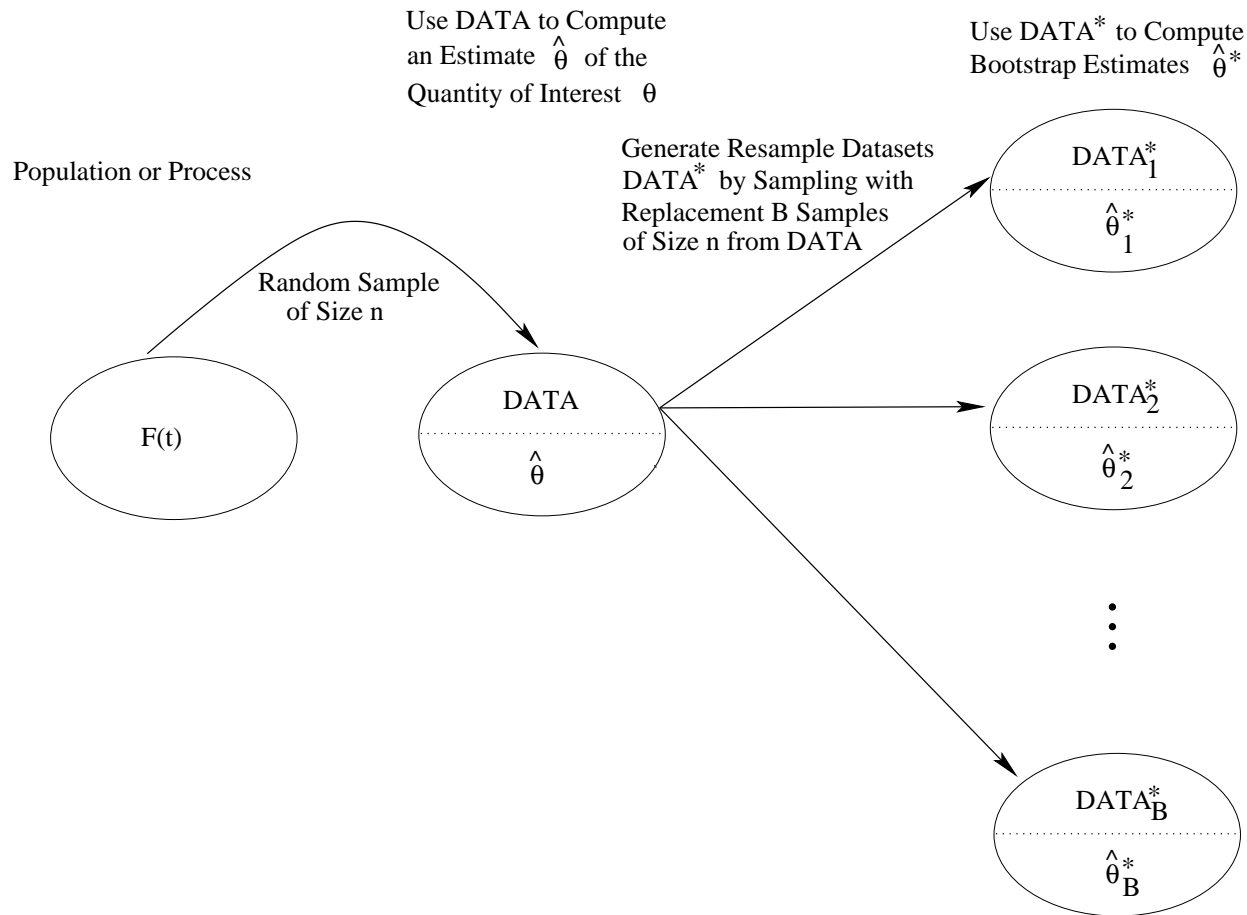 Use DATA to Compute
an Estimate θ̂ of the
Quantity of Interest θ
Use DATA* to Compute
Bootstrap Estimates θ̂*
Population or Process
Generate Resample Datasets
DATA* by Sampling with
Replacement B Samples
of Size n from DATA
Random Sample
of Size n
F(t)
DATA
θ̂
DATA*₁
θ̂*₁
DATA*₂
θ̂*₂
DATA*_B
θ̂*_B